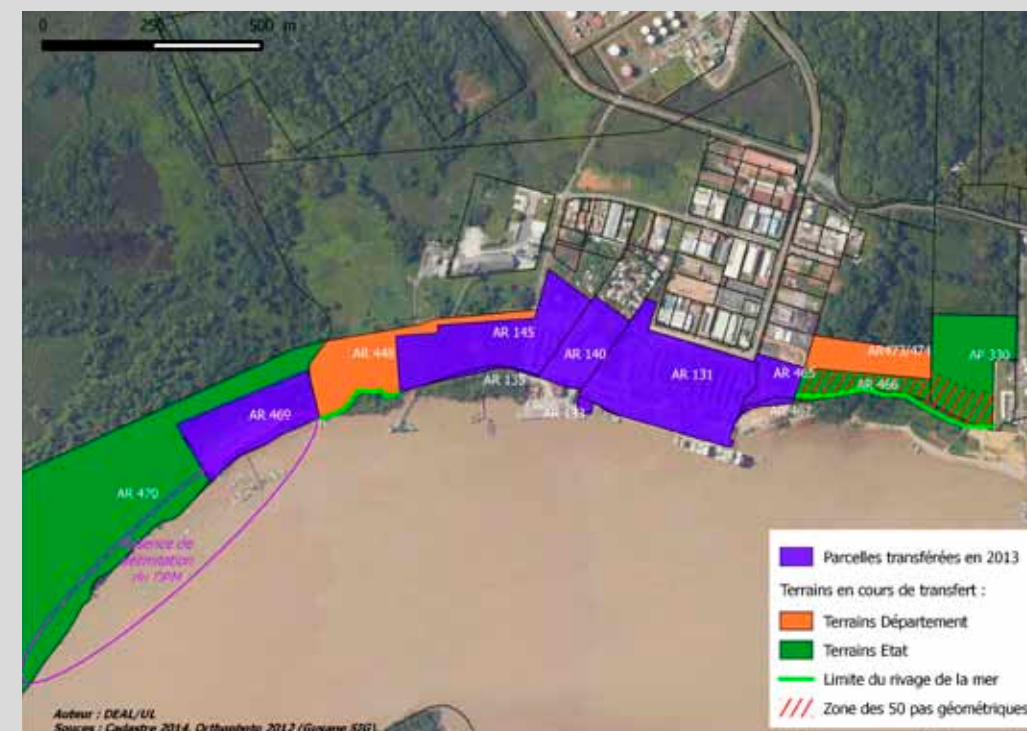 0 250 500 m
AR 145
AR 448
AR 140
AR 135
AR 131
AR 465
AR473/474
AP 330
AR 466
AR 469
AR 133
AR 467
AR 470
Absence de
délimitation
du DPM
Parcelles transférées en 2013
Terrains en cours de transfert :
Terrains Département
Terrains Etat
Limite du rivage de la mer
Zone des 50 pas géométriques
Auteur : DEAL/UL
Sources : Cadastre 2014, Orthophoto 2012 (Guyane SIG)